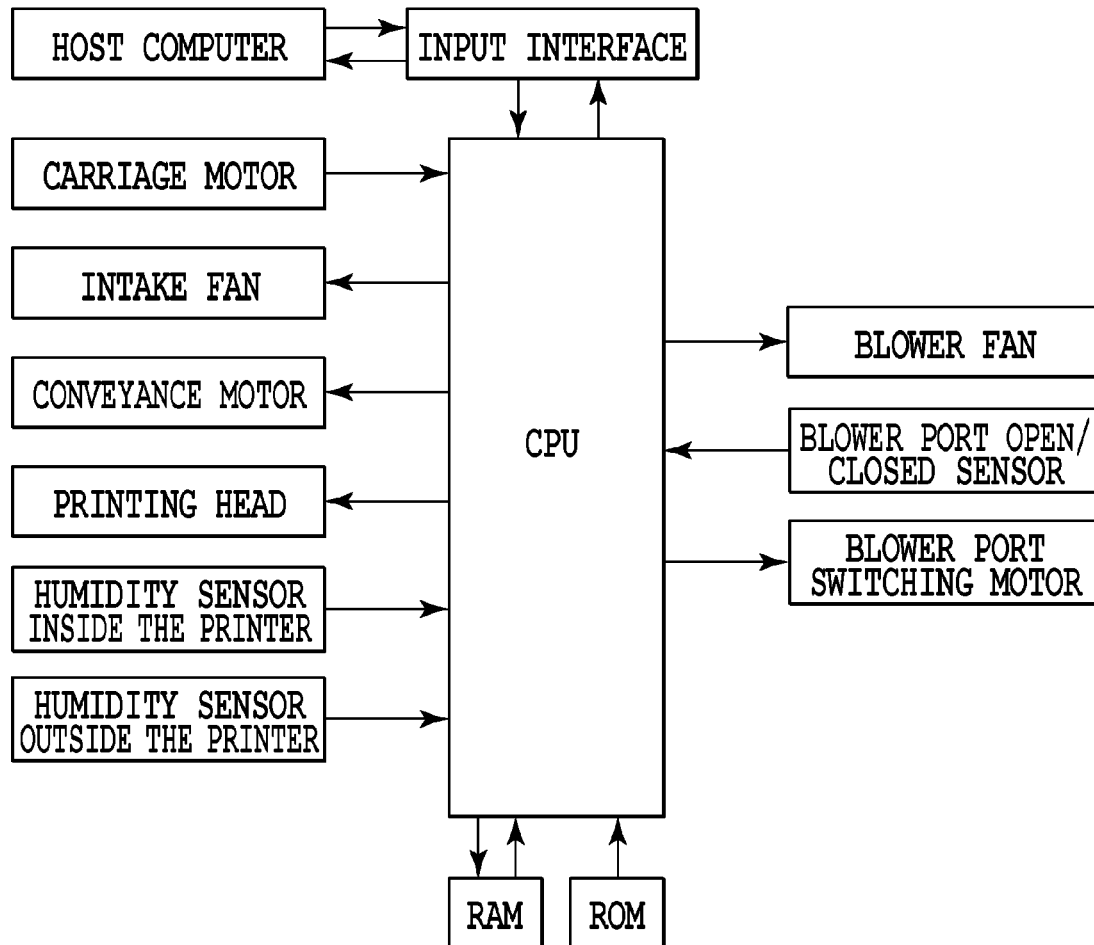 HOST COMPUTER
INPUT INTERFACE
CARRIAGE MOTOR
INTAKE FAN
CONVEYANCE MOTOR
PRINTING HEAD
HUMIDITY SENSOR
INSIDE THE PRINTER
HUMIDITY SENSOR
OUTSIDE THE PRINTER
CPU
BLOWER FAN
BLOWER PORT OPEN/
CLOSED SENSOR
BLOWER PORT
SWITCHING MOTOR
RAM
ROM